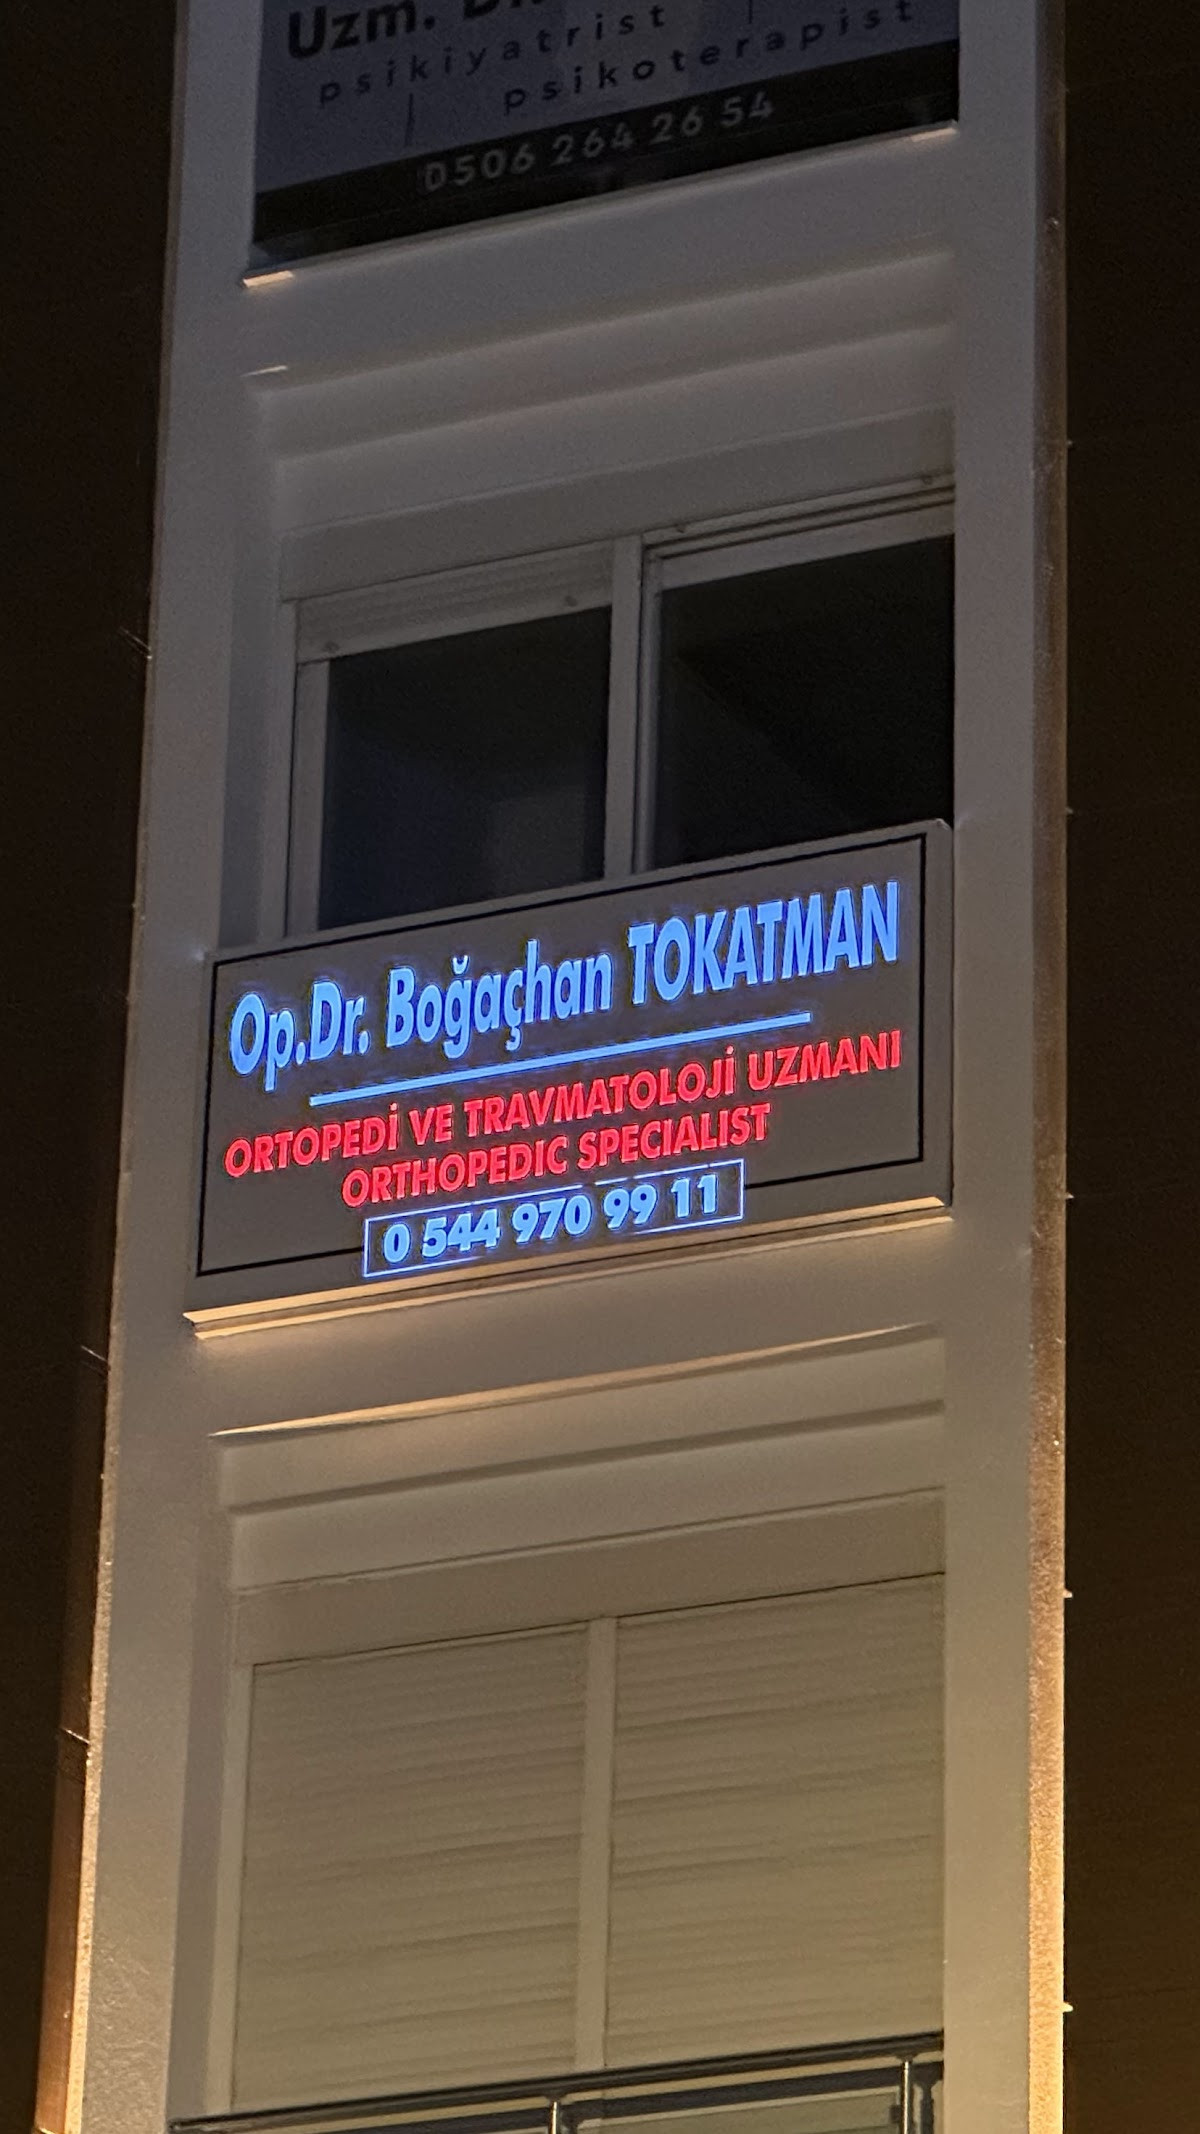 Uzm.
psikiyatrist
psikoterapist
0506 264 26 54
Op.Dr. Boğaçhan TOKATMAN
ORTOPEDİ VE TRAVMATOLOJİ UZMANI
ORTHOPEDIC SPECIALIST
0 544 970 99 11